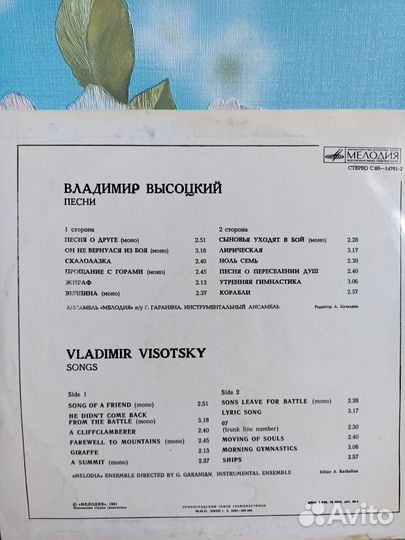 МЕЛОДИЯ
СТЕРЕО С 60—14761-2
ВЛАДИМИР ВЫСОЦКИЙ
ПЕСНИ
1 сторона
ПЕСНЯ О ДРУГЕ (моно) 2.51
ОН НЕ ВЕРНУЛСЯ ИЗ БОЯ (моно) 3.18
СКАЛОЛАЗКА 2.40
ПРОЩАНИЕ С ГОРАМИ (моно) 2.45
ЖИРАФ 2.13
ВЕРШИНА (моно) 2.37
2 сторона
СЫНОВЬЯ УХОДЯТ В БОЙ (моно) 2.28
ЛИРИЧЕСКАЯ 3.17
НОЛЬ СЕМЬ 2.30
ПЕСНЯ О ПЕРЕСЕЛЕНИИ ДУШ 2.40
УТРЕННЯЯ ГИМНАСТИКА 3.06
КОРАБЛИ 2.57
АНСАМБЛЬ «МЕЛОДИЯ» п/у Г. ГАРАНЯНА, ИНСТРУМЕНТАЛЬНЫЙ АНСАМБЛЬ
Редактор А. Качалина
VLADIMIR VISOTSKY
SONGS
Side 1
SONG OF A FRIEND (mono) 2.51
HE DIDN'T COME BACK
FROM THE BATTLE (mono) 3.18
A CLIFFCLAMBERER 2.40
FAREWELL TO MOUNTAINS (mono) 2.45
GIRAFFE 2.13
A SUMMIT (mono) 2.37
Side 2
SONS LEAVE FOR BATTLE (mono) 2.28
LYRIC SONG 3.17
07
(trunk line number) 2.30
MOVING OF SOULS 2.40
MORNING GYMNASTICS 3.06
SHIPS 2.57
«MELODIA» ENSEMBLE DIRECTED BY G. GARANIAN, INSTRUMENTAL ENSEMBLE
Editor A. Kachalina
© «МЕЛОДИЯ», 1981
ЛЕНИНГРАДСКИЙ ЗАВОД ГРАМПЛАСТИНОК
Avito